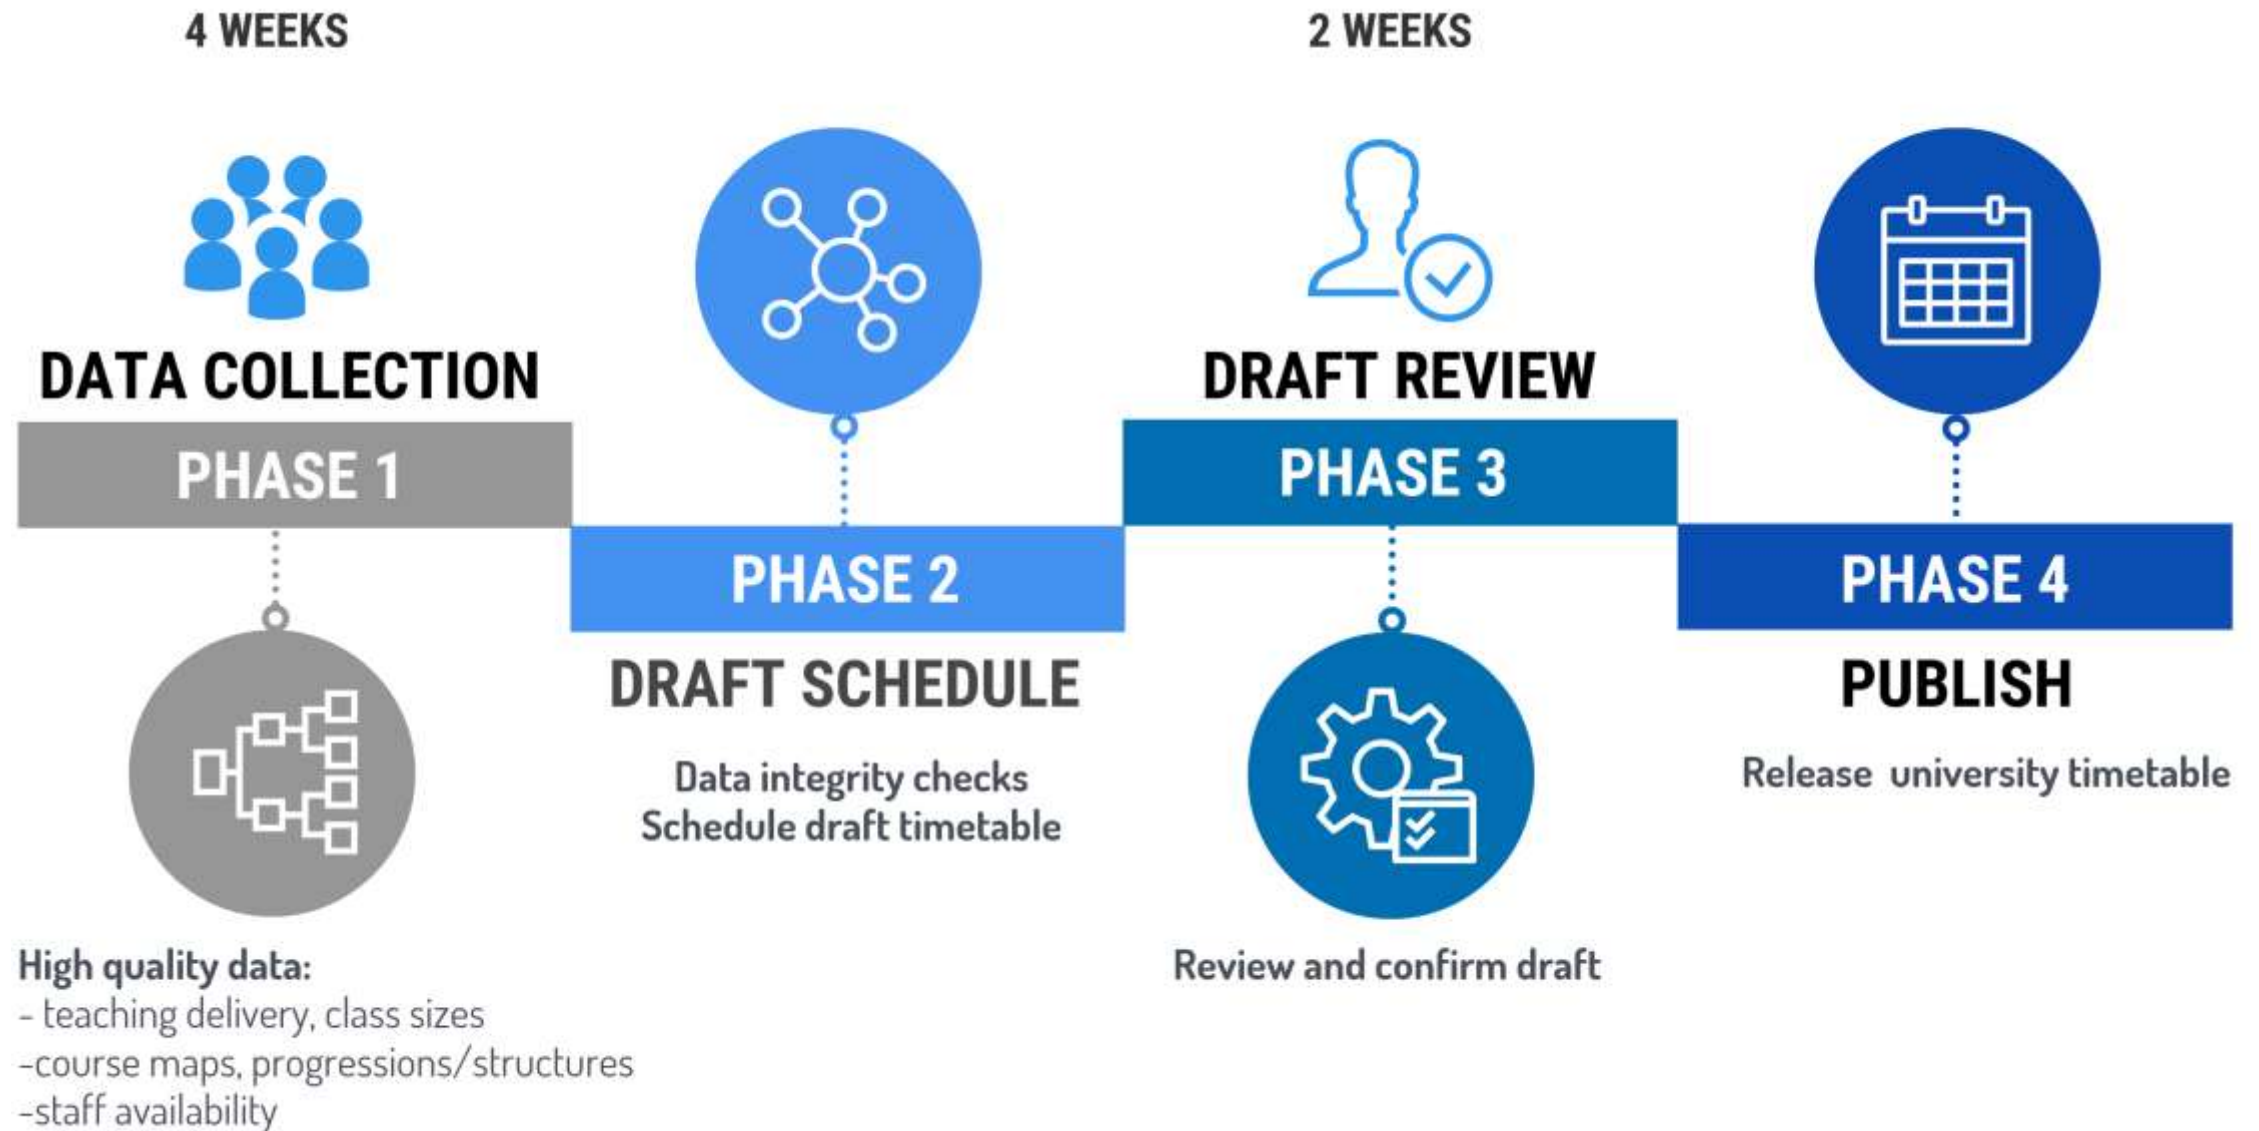 4 WEEKS
2 WEEKS
DATA COLLECTION
DRAFT REVIEW
PHASE 1
PHASE 3
PHASE 2
PHASE 4
DRAFT SCHEDULE
PUBLISH
Data integrity checks
Schedule draft timetable
Release university timetable
High quality data:
- teaching delivery, class sizes
-course maps, progressions/structures
-staff availability
Review and confirm draft